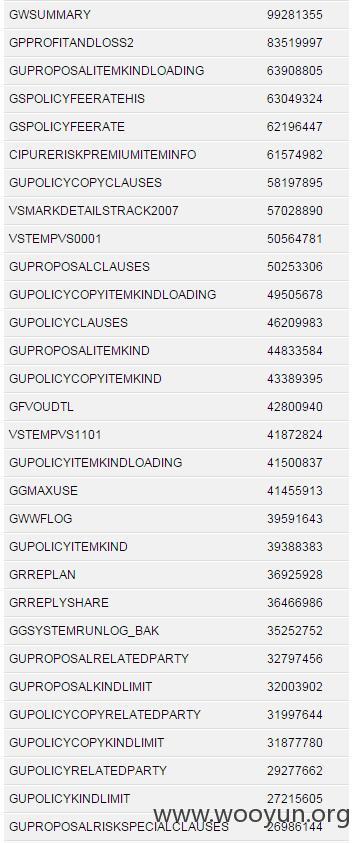 GWSUMMARY 99281355
GPPROFITANDLOSS2 83519997
GUPROPOSALITEMKINDLOADING 63908805
GSPOLICYFEERATEHIS 63049324
GSPOLICYFEERATE 62196447
CIPURERISKPREMIUMITEMINFO 61574982
GUPOLICYCOPYCLAUSES 58197895
VSMARKDETAILSTRACK2007 57028890
VSTEMPVS0001 50564781
GUPROPOSALCLAUSES 50253306
GUPOLICYCOPYITEMKINDLOADING 49505678
GUPOLICYCLAUSES 46209983
GUPROPOSALITEMKIND 44833584
GUPOLICYCOPYITEMKIND 43389395
GFVOUDTL 42800940
VSTEMPVS1101 41872824
GUPOLICYITEMKINDLOADING 41500837
GGMAXUSE 41455913
GWWFLOG 39591643
GUPOLICYITEMKIND 39388383
GRREPLAN 36925928
GRREPLYSHARE 36466986
GGSYSTEMRUNLOG_BAK 35252752
GUPROPOSALRELATEDPARTY 32797456
GUPROPOSALKINDLIMIT 32003902
GUPOLICYCOPYRELATEDPARTY 31997644
GUPOLICYCOPYKINDLIMIT 31877780
GUPOLICYRELATEDPARTY 29277662
GUPOLICYKINDLIMIT 27215605
www.wooyun.org
GUPROPOSALRISKSPECIALCLAUSES 26986144